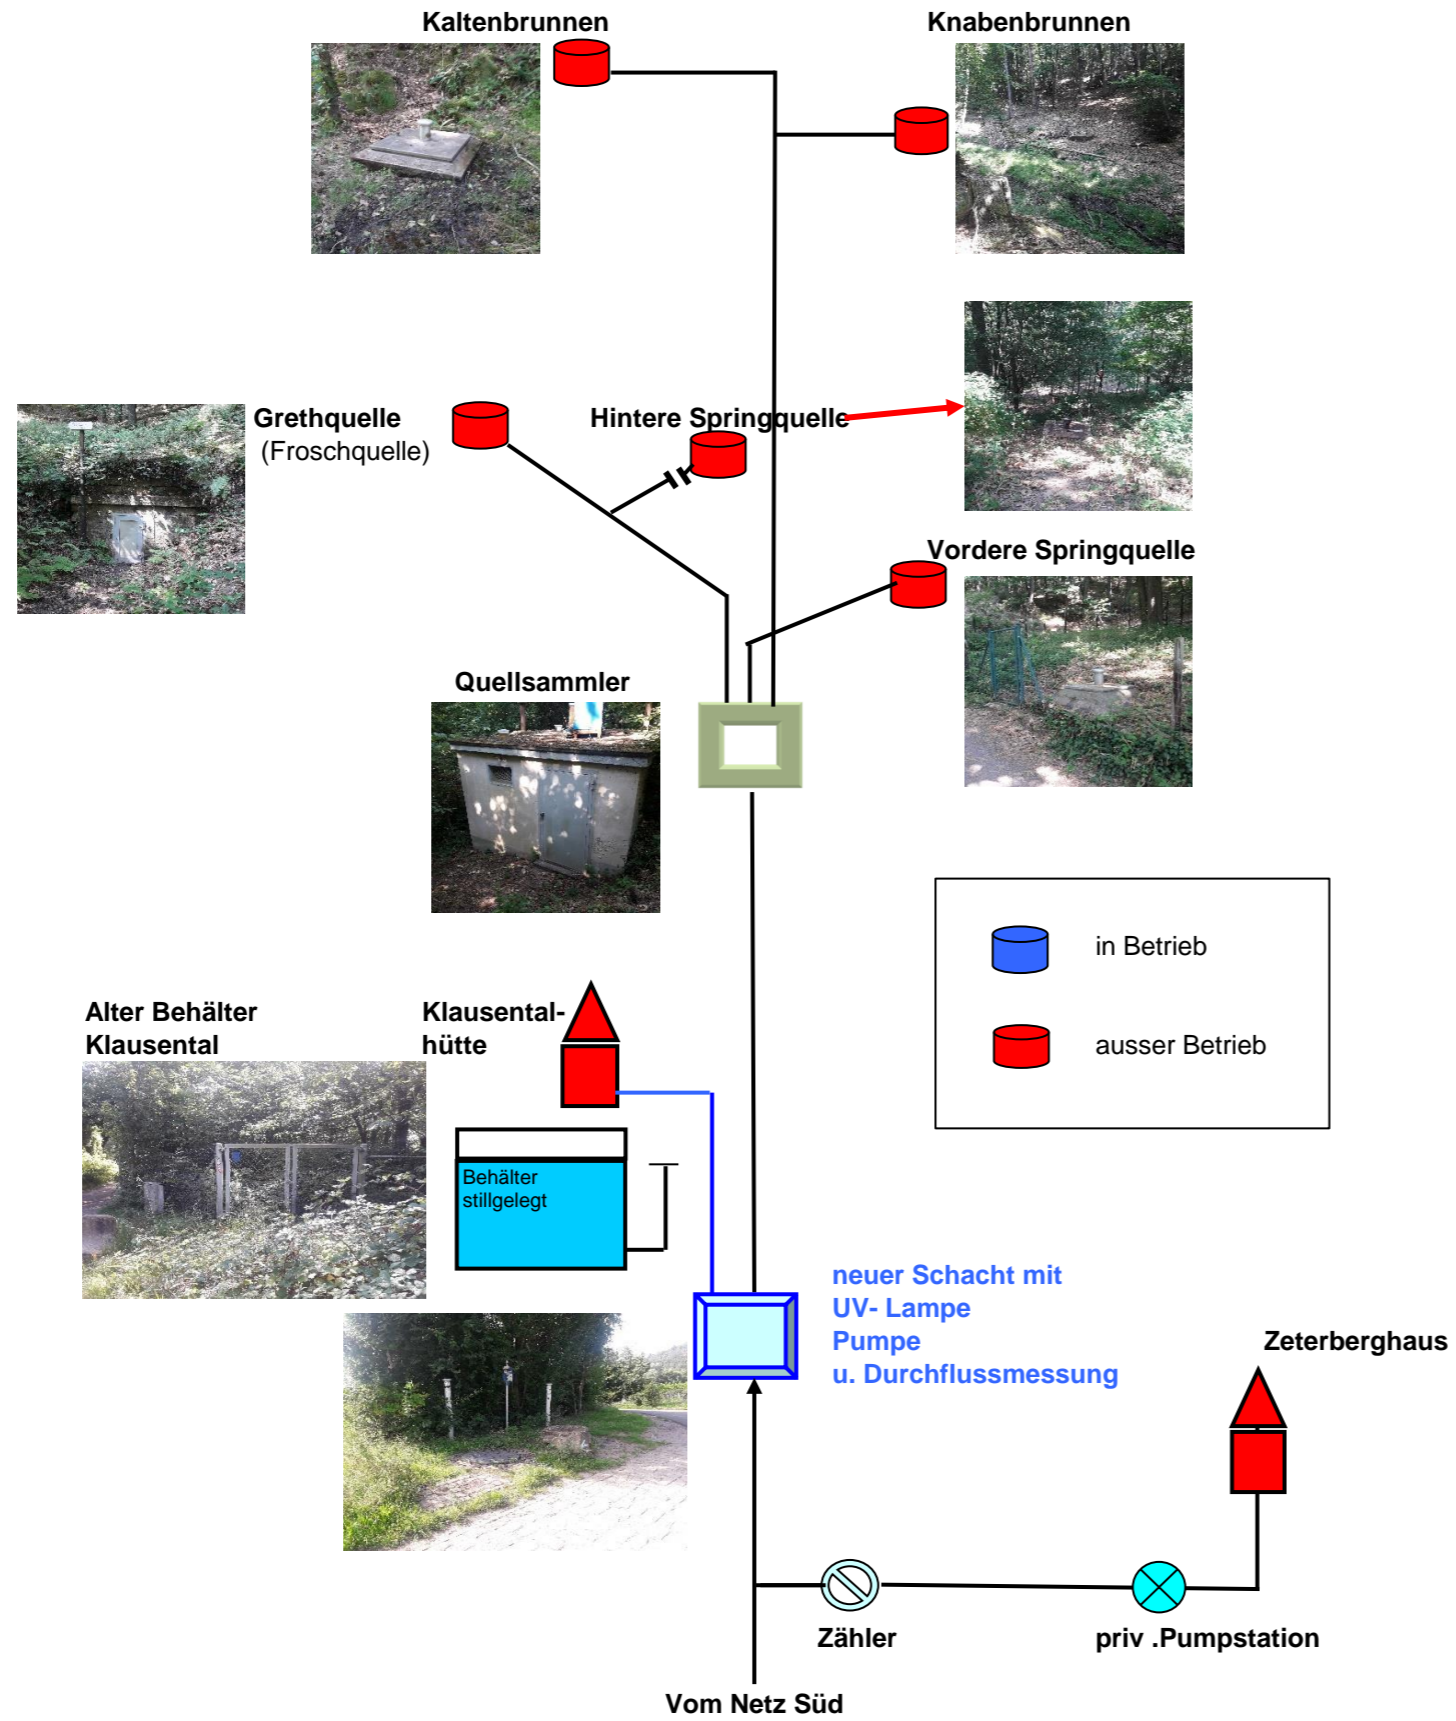 Kaltenbrunnen
Knabenbrunnen
Grethquelle
(Froschquelle)
Hintere Springquelle
Vordere Springquelle
Quellsammler
in Betrieb
ausser Betrieb
Alter Behälter
Klausental
Klausental-
hütte
Behälter
stillgelegt
neuer Schacht mit
UV- Lampe
Pumpe
u. Durchflussmessung
Zeterberghaus
Zähler
priv .Pumpstation
Vom Netz Süd